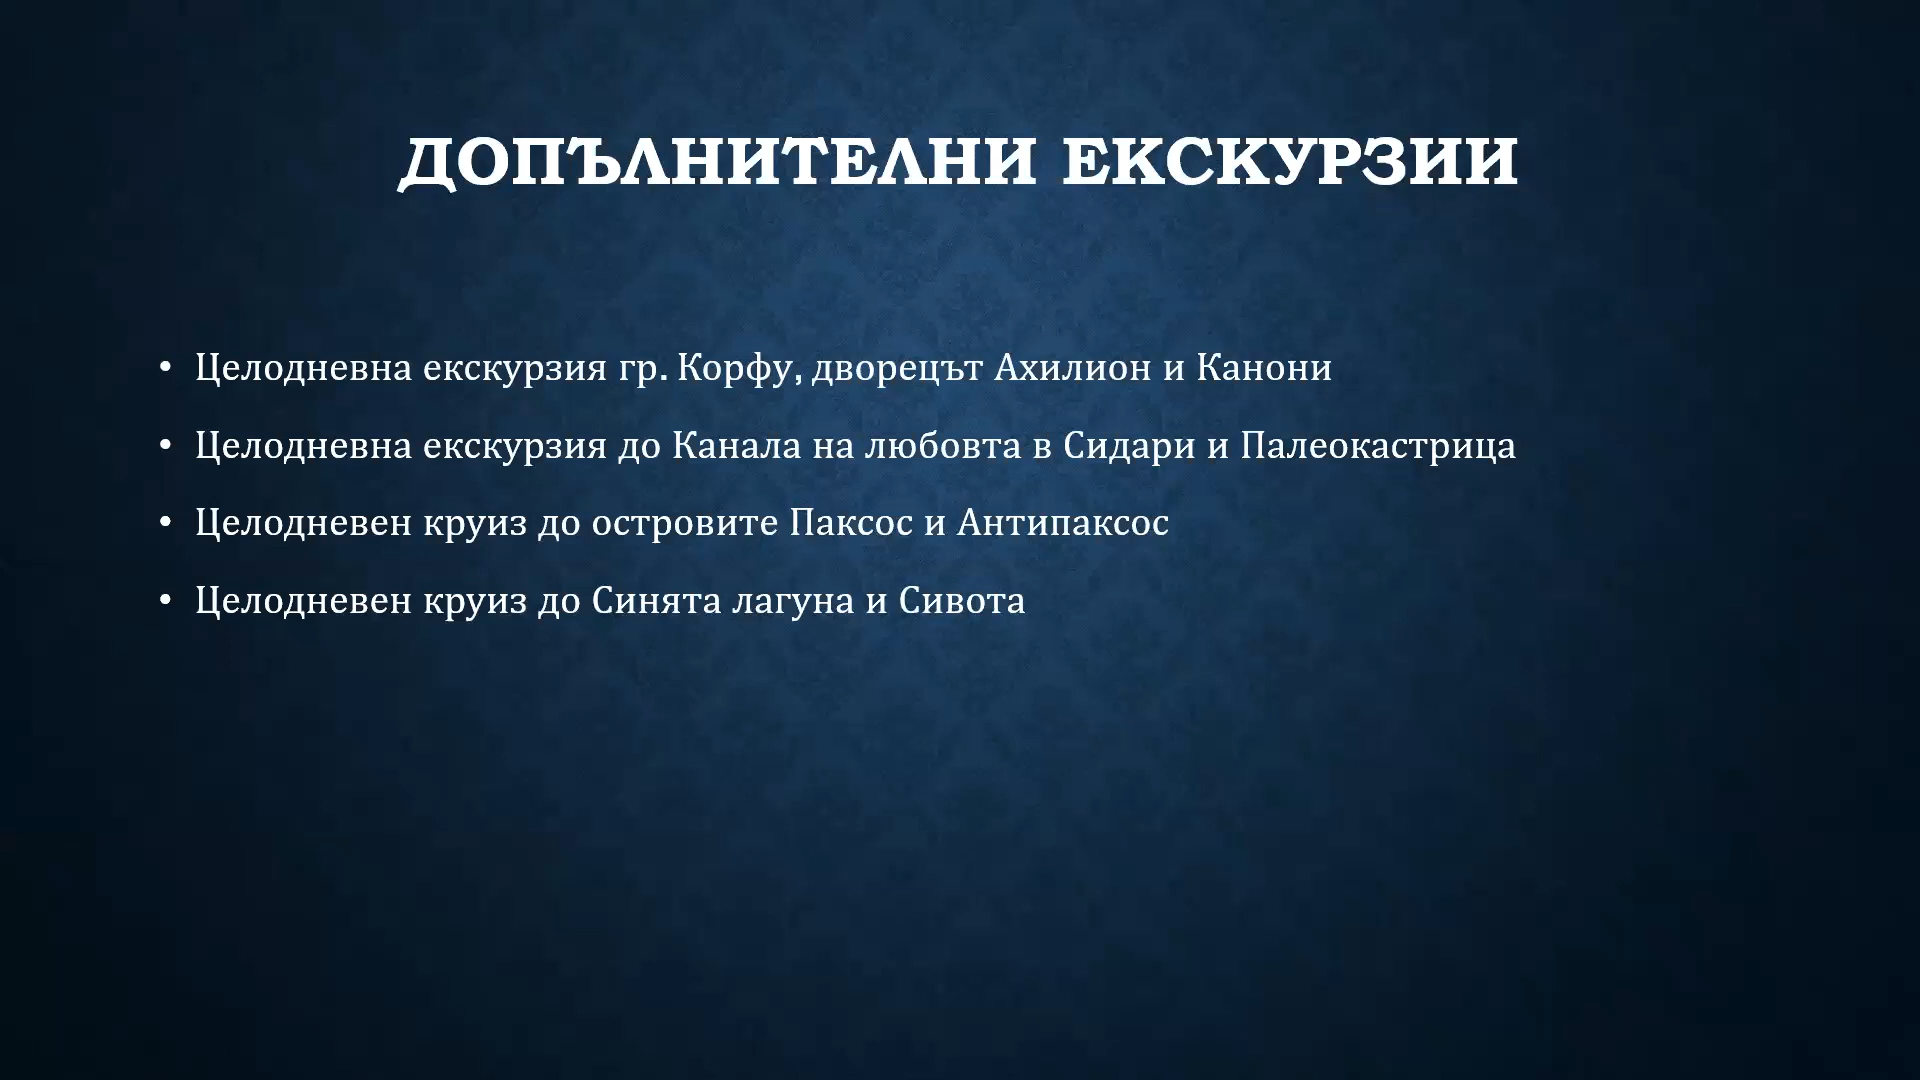 ДОПЪЛНИТЕЛНИ ЕКСКУРЗИИ
• Целодневна екскурзия гр. Корфу, дворецът Ахилион и Канони
• Целодневна екскурзия до Канала на любовта в Сидари и Палеокастрица
• Целодневен круиз до островите Паксос и Антипаксос
• Целодневен круиз до Синята лагуна и Сивота